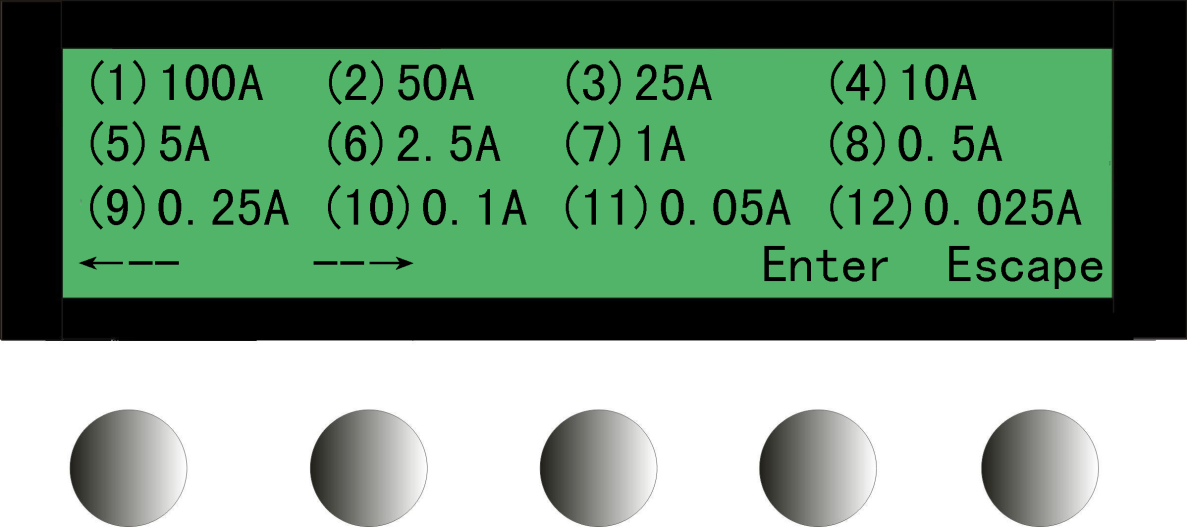 (1)100A (2)50A (3)25A (4)10A
(5)5A (6)2.5A (7)1A (8)0.5A
(9)0.25A (10)0.1A (11)0.05A (12)0.025A
←-- --→ Enter Escape